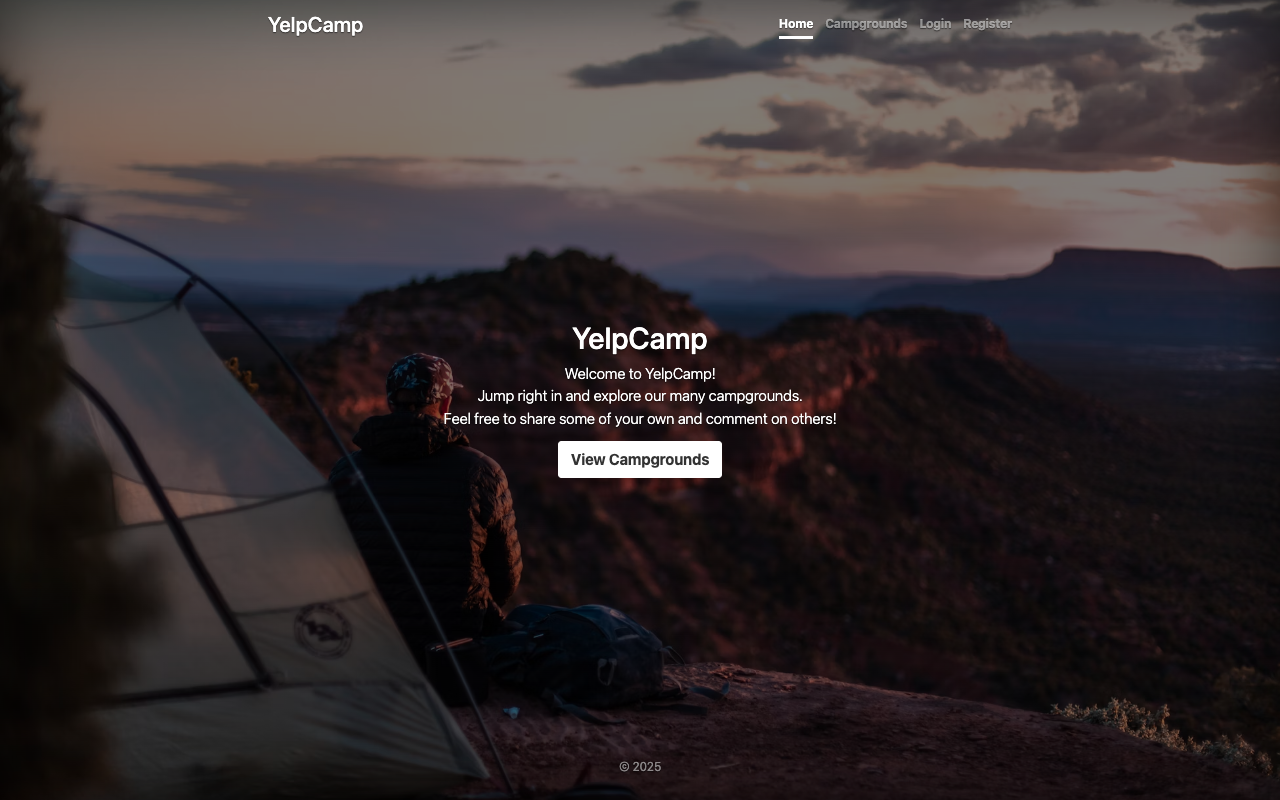 YelpCamp
Home Campgrounds Login Register
YelpCamp
Welcome to YelpCamp!
Jump right in and explore our many campgrounds.
Feel free to share some of your own and comment on others!
View Campgrounds
© 2025